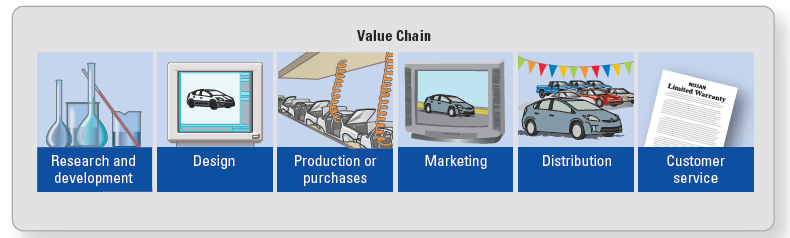 Value Chain
Research and
development
Design
Production or
purchases
Marketing
Distribution
NISSAN
Limited Warranty
Customer
service